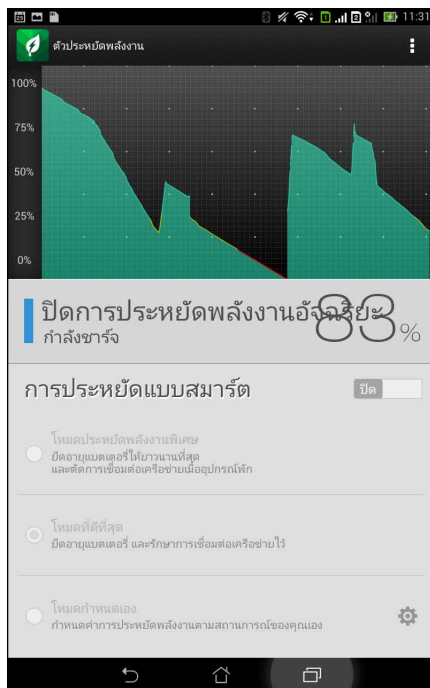 11:31
ตัวประหยัดพลังงาน
100%
75%
50%
25%
0%
ปิดการประหยัดพลังงานอัจฉริยะ
83%
กำลังชาร์จ
การประหยัดแบบสมาร์ต
ปิด
โหมดประหยัดพลังงานพิเศษ
ยืดอายุแบตเตอรี่ให้ยาวนานที่สุด
และตัดการเชื่อมต่อเครือข่ายเมื่ออุปกรณ์พัก
โหมดที่ดีที่สุด
ยืดอายุแบตเตอรี่ และรักษาการเชื่อมต่อเครือข่ายไว้
โหมดกำหนดเอง
กำหนดค่าการประหยัดพลังงานตามสถานการณ์ของคุณเอง